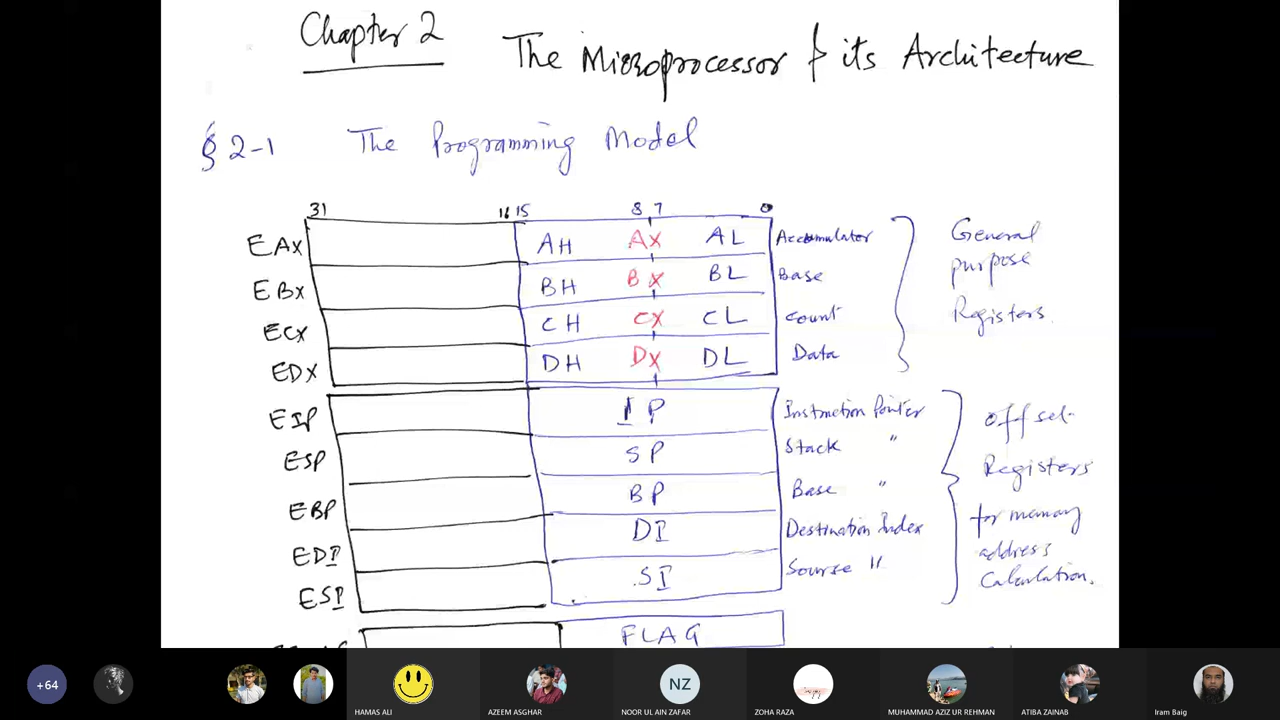 Chapter 2
The Microprocessor & its Architecture
§ 2-1 The Programming Model
31 16 15 8 7 0
EAX AH AX AL Accumulator
EBX BH BX BL Base
ECX CH CX CL Count
EDX DH DX DL Data
General
purpose
Registers.
EIP IP Instruction Pointer
ESP SP Stack "
EBP BP Base "
EDI DI Destination Index
ESI SI Sourse "
offset
Registers
for memory
address
Calculation.
FLAG
+64
HAMAS ALI
AZEEM ASGHAR
NZ
NOOR UL AIN ZAFAR
ZOHA RAZA
MUHAMMAD AZIZ UR REHMAN
ATIBA ZAINAB
Iram Baig